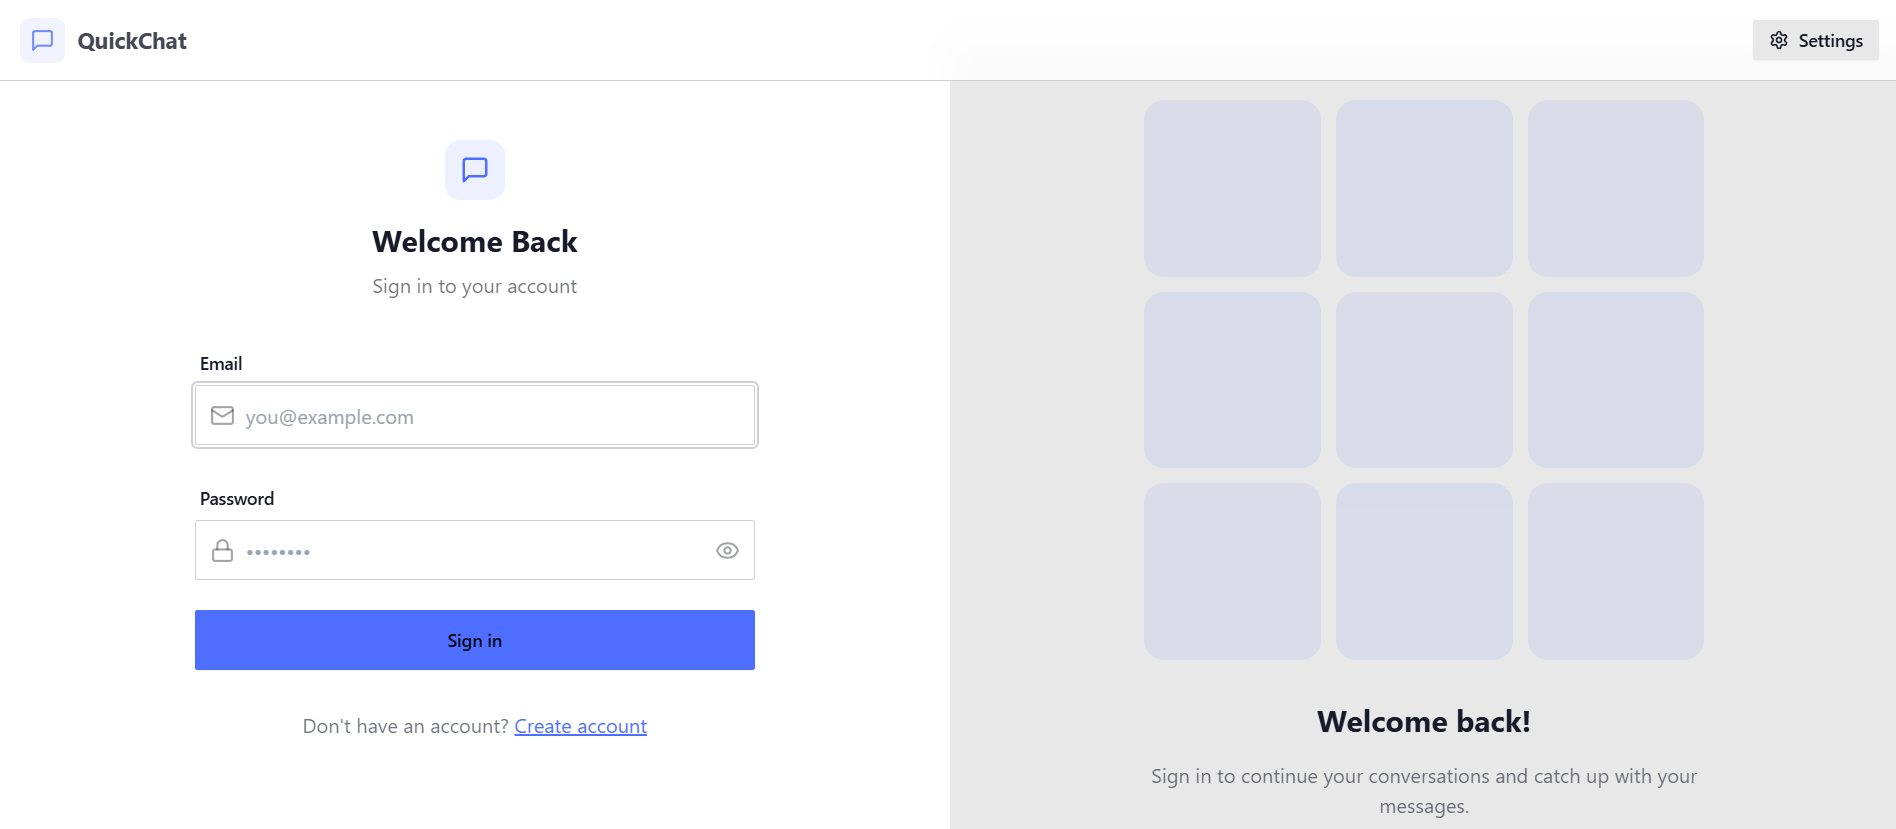 QuickChat
Settings
Welcome Back
Sign in to your account
Email
you@example.com
Password
••••••••
Sign in
Don't have an account? Create account
Welcome back!
Sign in to continue your conversations and catch up with your
messages.